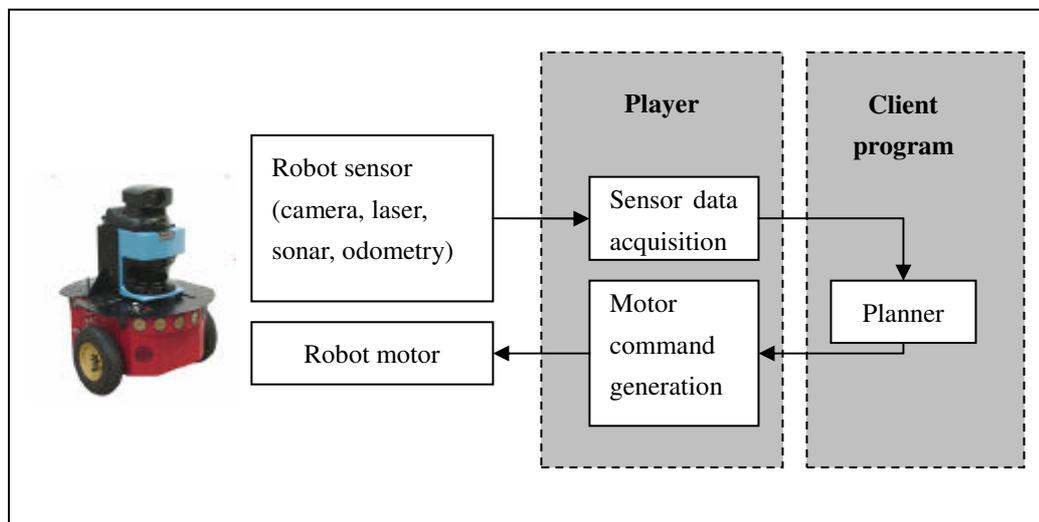 Player
Client
program
Robot sensor
(camera, laser,
sonar, odometry)
Sensor data
acquisition
Planner
Motor
command
generation
Robot motor